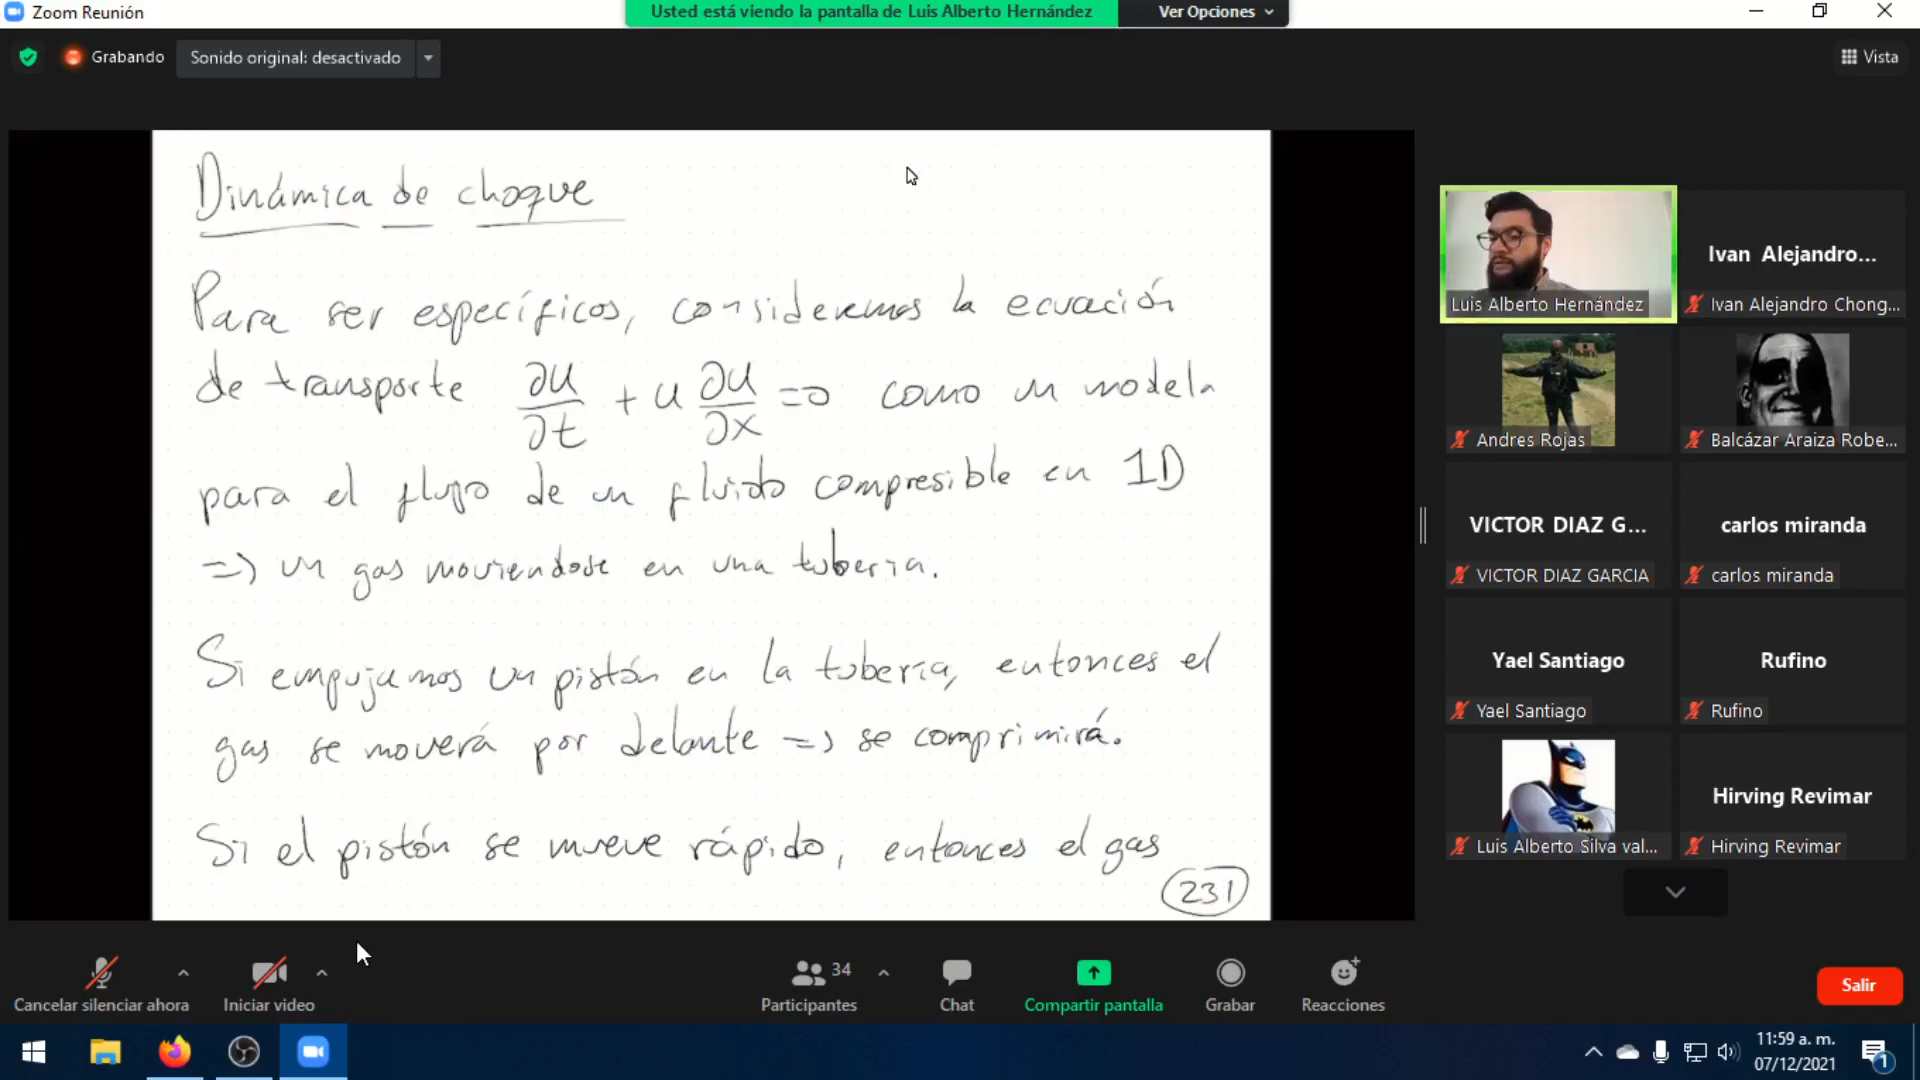 Zoom Reunión
Usted está viendo la pantalla de Luis Alberto Hernández
Ver Opciones
Grabando
Sonido original: desactivado
Vista
Dinámica de choque
Para ser específicos, consideremos la ecuación
de transporte ∂u/∂t + u ∂u/∂x = 0 como un modelo
para el flujo de un fluido compresible en 1D
=> un gas moviendose en una tubería.
Si empujamos un pistón en la tubería, entonces el
gas se moverá por delante => se comprimirá.
Si el pistón se mueve rápido, entonces el gas
231
Luis Alberto Hernández
Ivan Alejandro...
Ivan Alejandro Chong...
Andres Rojas
Balcázar Araiza Robe...
VICTOR DIAZ G...
VICTOR DIAZ GARCIA
carlos miranda
carlos miranda
Yael Santiago
Yael Santiago
Rufino
Rufino
Luis Alberto Silva val...
Hirving Revimar
Hirving Revimar
Cancelar silenciar ahora
Iniciar video
34
Participantes
Chat
Compartir pantalla
Grabar
Reacciones
Salir
11:59 a. m.
07/12/2021
1